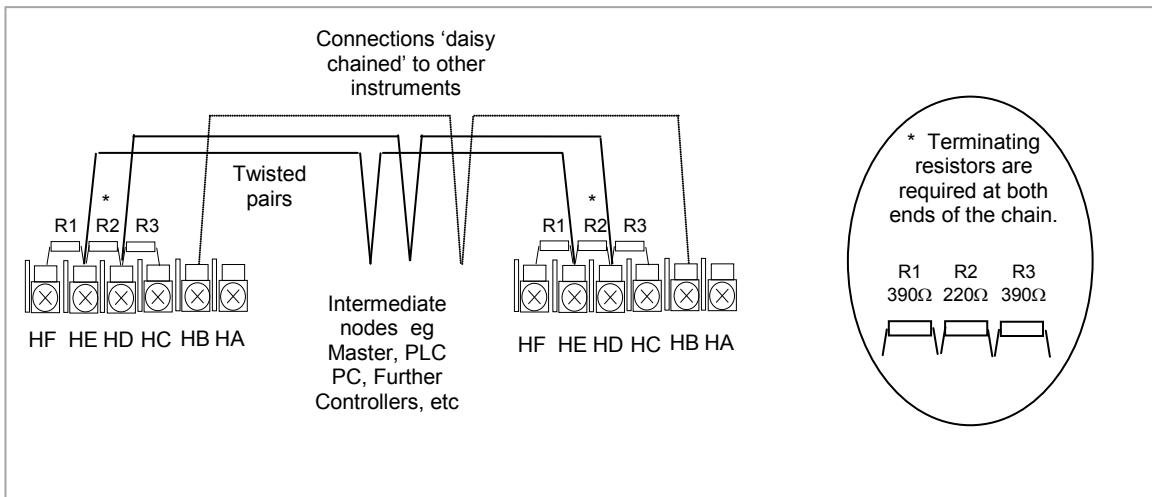 Connections ‘daisy
chained’ to other
instruments
Twisted
pairs
*
R1 R2 R3
HF HE HD HC HB HA
Intermediate
nodes eg
Master, PLC
PC, Further
Controllers, etc
*
R1 R2 R3
HF HE HD HC HB HA
* Terminating
resistors are
required at both
ends of the chain.
R1 R2 R3
390Ω 220Ω 390Ω